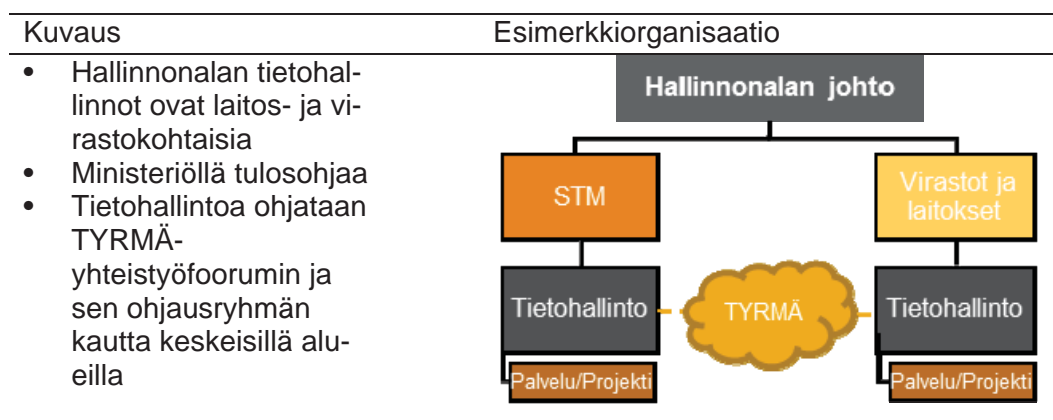 Kuvaus
Esimerkkiorganisaatio
• Hallinnonalan tietohal-
linnot ovat laitos- ja vi-
rastokohtaisia
• Ministeriöllä tulosohjaa
• Tietohallintoa ohjataan
TYRMÄ-
yhteistyöfoorumin ja
sen ohjausryhmän
kautta keskeisillä alu-
eilla
Hallinnonalan johto
STM
Virastot ja
laitokset
Tietohallinto
TYRMÄ
Tietohallinto
Palvelu/Projekti
Palvelu/Projekti